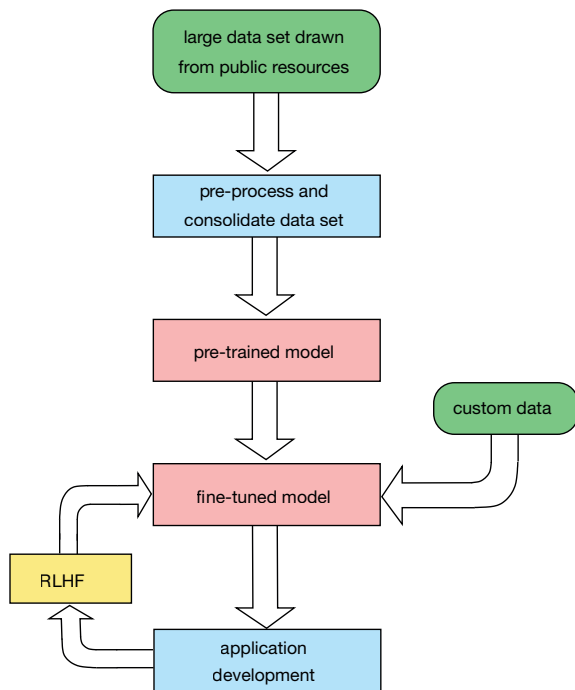 large data set drawn
from public resources
pre-process and
consolidate data set
pre-trained model
custom data
fine-tuned model
RLHF
application
development